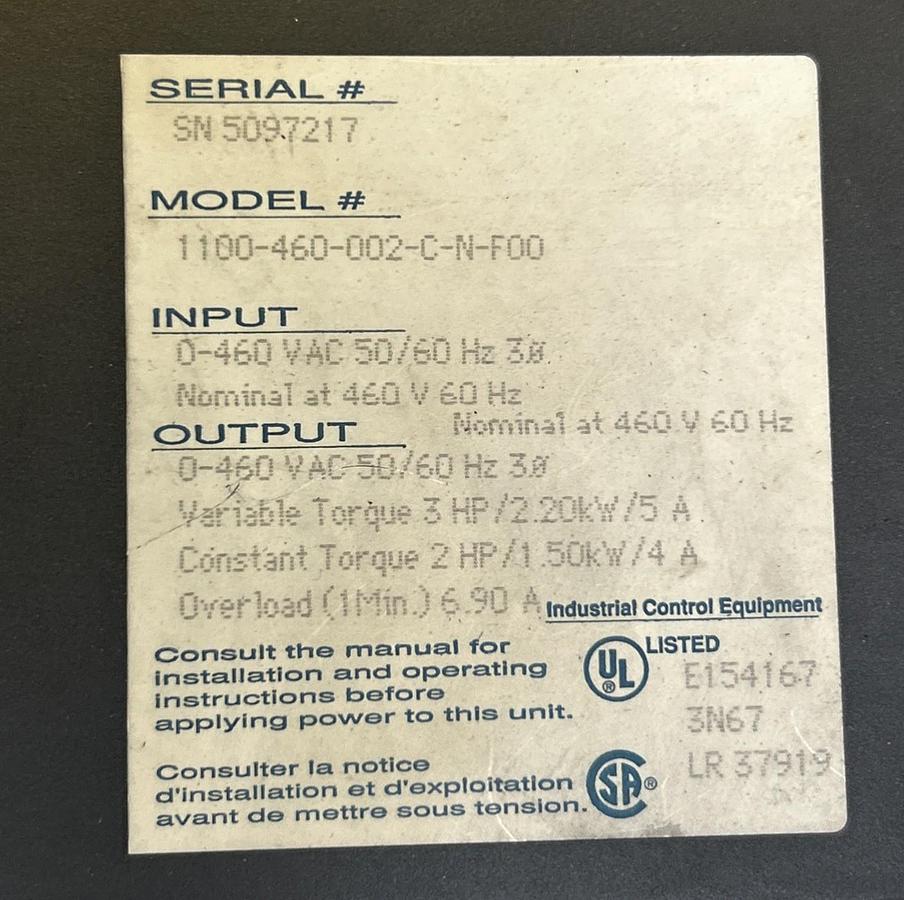 SERIAL #
SN 5097217
MODEL #
1100-460-002-C-N-F00
INPUT
0-460 VAC 50/60 Hz 3Ø
Nominal at 460 V 60 Hz
Nominal at 460 V 60 Hz
OUTPUT
0-460 VAC 50/60 Hz 3Ø
Variable Torque 3 HP/2.20kW/5 A
Constant Torque 2 HP/1.50kW/4 A
Overload (1Min.) 6.90 A
Industrial Control Equipment
Consult the manual for
installation and operating
instructions before
applying power to this unit.
UL ® LISTED
E154167
3N67
Consulter la notice
d'installation et d'exploitation
avant de mettre sous tension.
SA ®
LR 37919